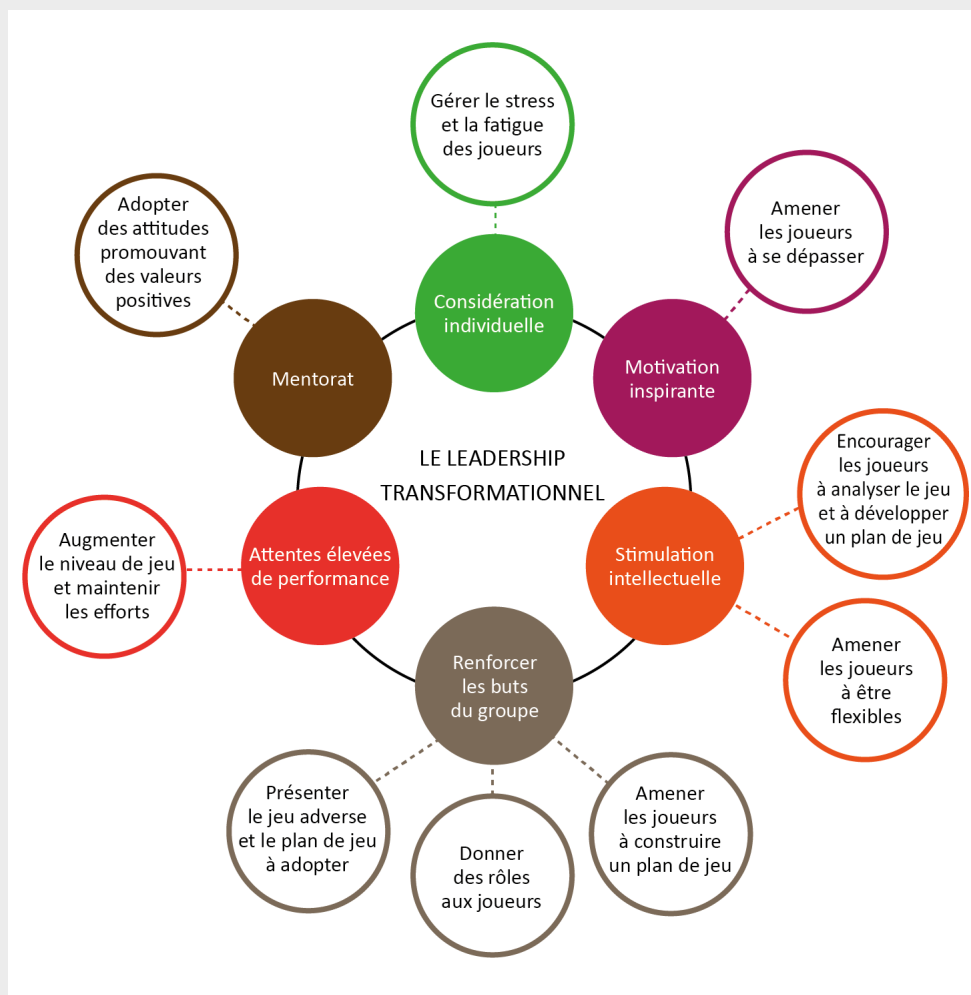 Gérer le stress
et la fatigue
des joueurs
Adopter
des attitudes
promouvant
des valeurs
positives
Amener
les joueurs
à se dépasser
Considération
individuelle
Mentorat
Motivation
inspirante
LE LEADERSHIP
TRANSFORMATIONNEL
Encourager
les joueurs
à analyser le jeu
et à développer
un plan de jeu
Augmenter
le niveau de jeu
et maintenir
les efforts
Attentes élevées
de performance
Stimulation
intellectuelle
Amener
les joueurs
à être
flexibles
Renforcer
les buts
du groupe
Présenter
le jeu adverse
et le plan de jeu
à adopter
Donner
des rôles
aux joueurs
Amener
les joueurs
à construire
un plan de jeu